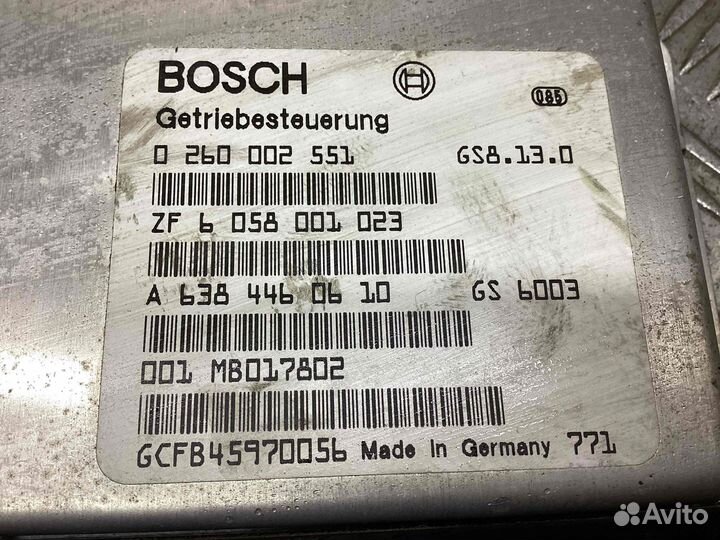 BOSCH
085
Getriebesteuerung
0 260 002 551 GS8.13.0
ZF 6 058 001 023
A 638 446 06 10 GS 6003
001 MB017802
GCFB45970056 Made in Germany 771
Avito